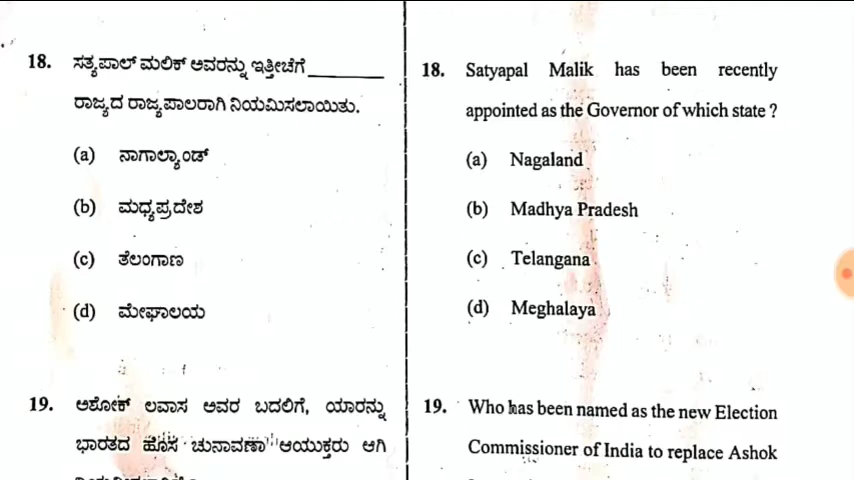 18. ಸತ್ಯಪಾಲ್ ಮಲಿಕ್ ಅವರನ್ನು ಇತ್ತೀಚೆಗೆ ________
ರಾಜ್ಯದ ರಾಜ್ಯಪಾಲರಾಗಿ ನಿಯಮಿಸಲಾಯಿತು.
(a) ನಾಗಾಲ್ಯಾಂಡ್
(b) ಮಧ್ಯಪ್ರದೇಶ
(c) ತೆಲಂಗಾಣ
(d) ಮೇಘಾಲಯ
19. ಅಶೋಕ್ ಲವಾಸ ಅವರ ಬದಲಿಗೆ, ಯಾರನ್ನು
ಭಾರತದ ಹೊಸ ಚುನಾವಣಾ ಆಯುಕ್ತರು ಆಗಿ
18. Satyapal Malik has been recently
appointed as the Governor of which state ?
(a) Nagaland
(b) Madhya Pradesh
(c) Telangana
(d) Meghalaya
19. Who has been named as the new Election
Commissioner of India to replace Ashok